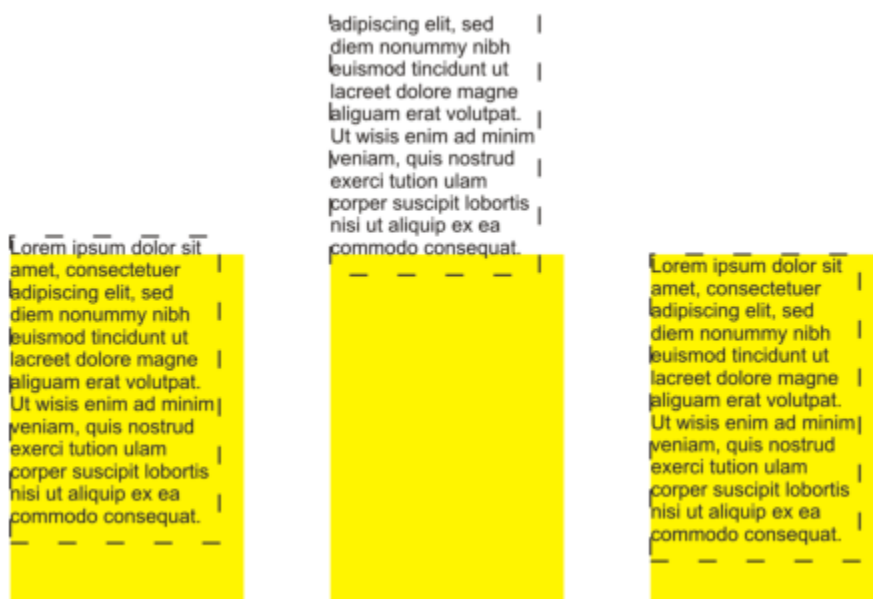 Lorem ipsum dolor sit
amet, consectetuer
adipiscing elit, sed
diem nonummy nibh
euismod tincidunt ut
lacreet dolore magne
aliguam erat volutpat.
Ut wisis enim ad minim
veniam, quis nostrud
exerci tution ulam
corper suscipit lobortis
nisi ut aliquip ex ea
commodo consequat.
adipiscing elit, sed
diem nonummy nibh
euismod tincidunt ut
lacreet dolore magne
aliguam erat volutpat.
Ut wisis enim ad minim
veniam, quis nostrud
exerci tution ulam
corper suscipit lobortis
nisi ut aliquip ex ea
commodo consequat.
Lorem ipsum dolor sit
amet, consectetuer
adipiscing elit, sed
diem nonummy nibh
euismod tincidunt ut
lacreet dolore magne
aliguam erat volutpat.
Ut wisis enim ad minim
veniam, quis nostrud
exerci tution ulam
corper suscipit lobortis
nisi ut aliquip ex ea
commodo consequat.